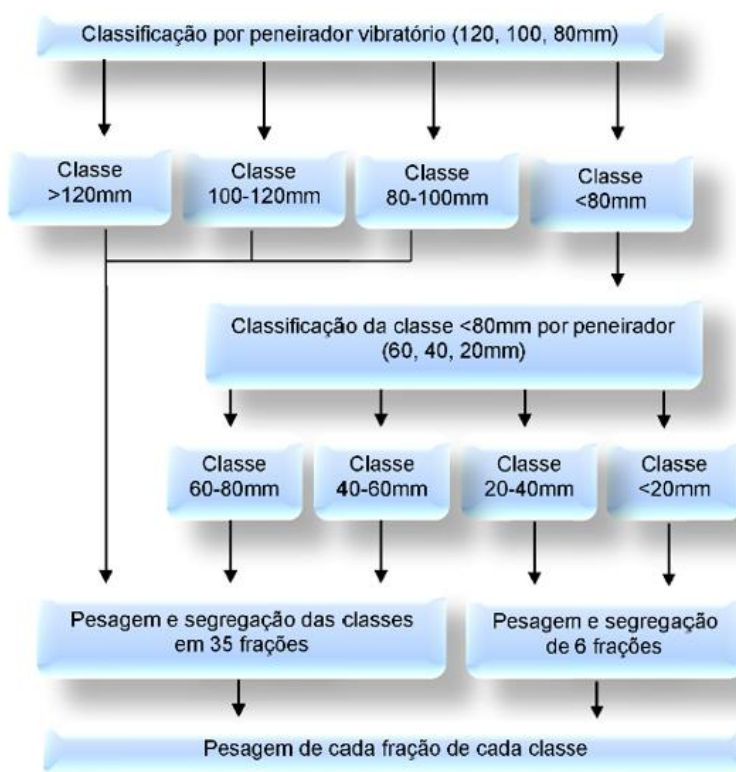 Classificação por peneirador vibratório (120, 100, 80mm)
Classe
>120mm
Classe
100-120mm
Classe
80-100mm
Classe
<80mm
Classificação da classe <80mm por peneirador
(60, 40, 20mm)
Classe
60-80mm
Classe
40-60mm
Classe
20-40mm
Classe
<20mm
Pesagem e segregação das classes
em 35 frações
Pesagem e segregação
de 6 frações
Pesagem de cada fração de cada classe